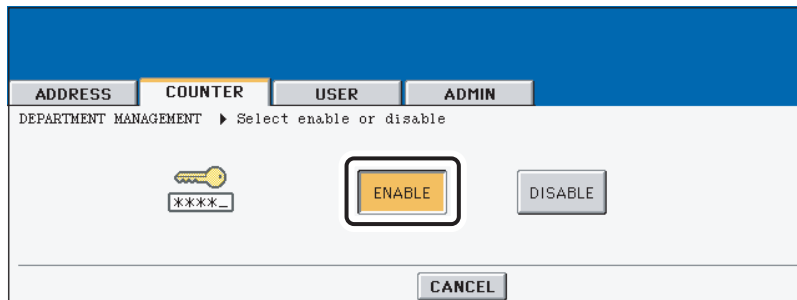 ADDRESS COUNTER USER ADMIN
DEPARTMENT MANAGEMENT ▶ Select enable or disable
****_ ENABLE DISABLE
CANCEL